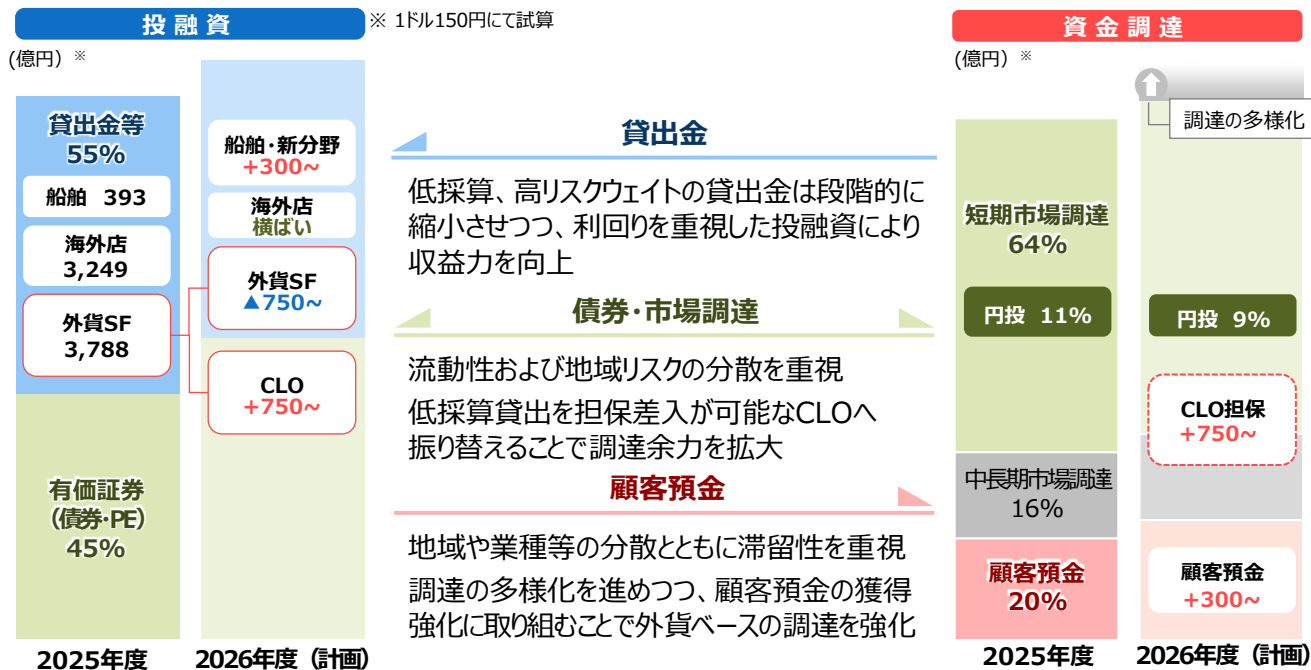 投融資
※ 1ドル150円にて試算
(億円) ※
貸出金等
55%
船舶 393
海外店
3,249
外貨SF
3,788
有価証券
(債券・PE)
45%
2025年度
船舶・新分野
+300~
海外店
横ばい
外貨SF
▲750~
CLO
+750~
2026年度（計画）
貸出金
低採算、高リスクウェイトの貸出金は段階的に
縮小させつつ、利回りを重視した投融資により
収益力を向上
債券・市場調達
流動性および地域リスクの分散を重視
低採算貸出を担保差入が可能なCLOへ
振り替えることで調達余力を拡大
顧客預金
地域や業種等の分散とともに滞留性を重視
調達の多様化を進めつつ、顧客預金の獲得
強化に取り組むことで外貨ベースの調達を強化
資金調達
(億円) ※
短期市場調達
64%
円投 11%
中長期市場調達
16%
顧客預金
20%
2025年度
調達の多様化
円投 9%
CLO担保
+750~
顧客預金
+300~
2026年度（計画）